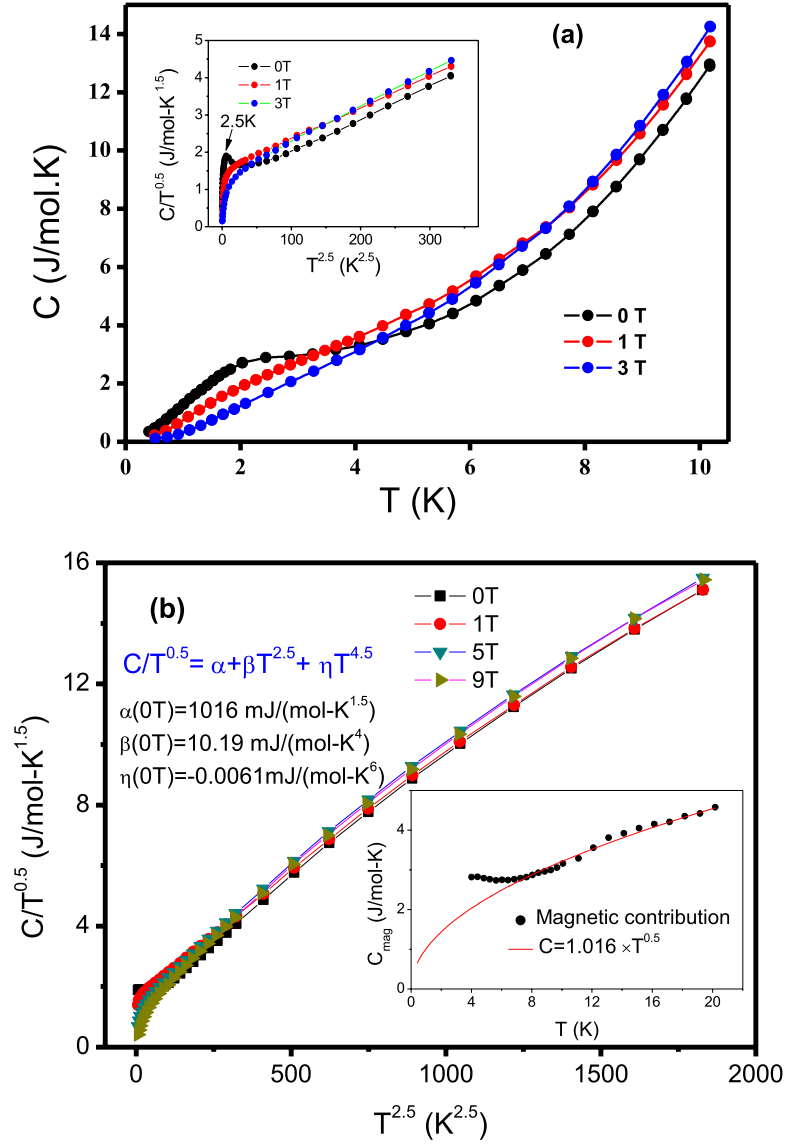 (a)
C (J/mol.K)
14
12
10
8
6
4
2
0
0 2 4 6 8 10
T (K)
0 T
1 T
3 T
C/T^0.5 (J/mol-K^1.5)
5
4
3
2
1
0
0 100 200 300
T^2.5 (K^2.5)
0T
1T
3T
2.5K
(b)
C/T^0.5 (J/mol-K^1.5)
16
12
8
4
0
0 500 1000 1500 2000
T^2.5 (K^2.5)
0T
1T
5T
9T
C/T^0.5= α+βT^2.5+ ηT^4.5
α(0T)=1016 mJ/(mol-K^1.5)
β(0T)=10.19 mJ/(mol-K^4)
η(0T)=-0.0061mJ/(mol-K^6)
C_mag (J/mol-K)
4
2
0
0 4 8 12 16 20
T (K)
Magnetic contribution
C=1.016 ×T^0.5